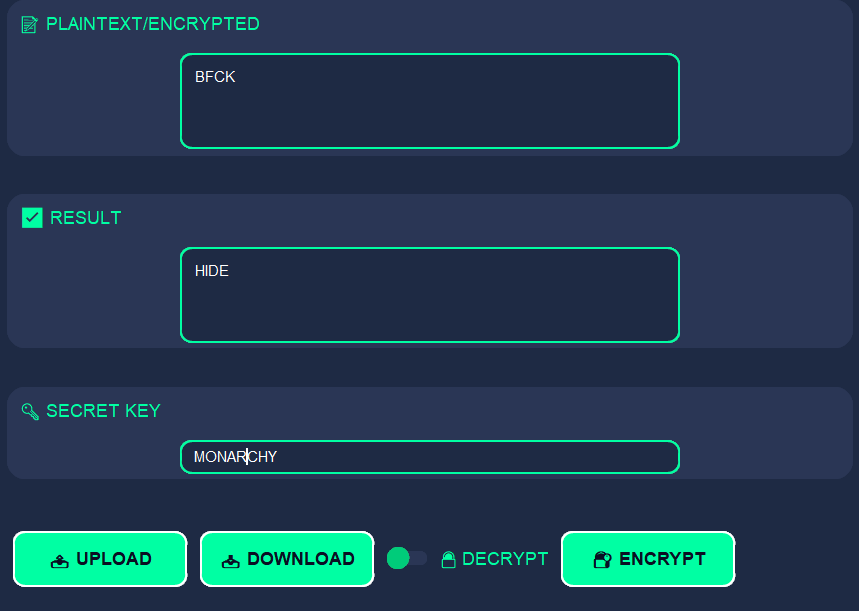 PLAINTEXT/ENCRYPTED
BFCK
RESULT
HIDE
SECRET KEY
MONARCHY
UPLOAD DOWNLOAD DECRYPT ENCRYPT